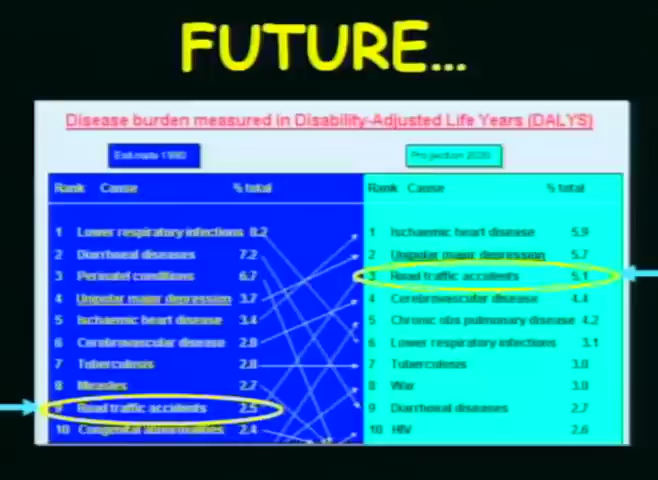 FUTURE...
Disease burden measured in Disability-Adjusted Life Years (DALYS)
Estimate 1990
Projection 2020
Rank Cause % total
1 Lower respiratory infections 8.2
2 Diarrhoeal diseases 7.2
3 Perinatal conditions 6.7
4 Unipolar major depression 3.7
5 Ischaemic heart disease 3.4
6 Cerebrovascular disease 2.8
7 Tuberculosis 2.8
8 Measles 2.7
9 Road traffic accidents 2.5
10 Congenital abnormalities 2.4
Rank Cause % total
1 Ischaemic heart disease 5.9
2 Unipolar major depression 5.7
3 Road traffic accidents 5.1
4 Cerebrovascular disease 4.4
5 Chronic obs pulmonary disease 4.2
6 Lower respiratory infections 3.1
7 Tuberculosis 3.0
8 War 3.0
9 Diarrhoeal diseases 2.7
10 HIV 2.6